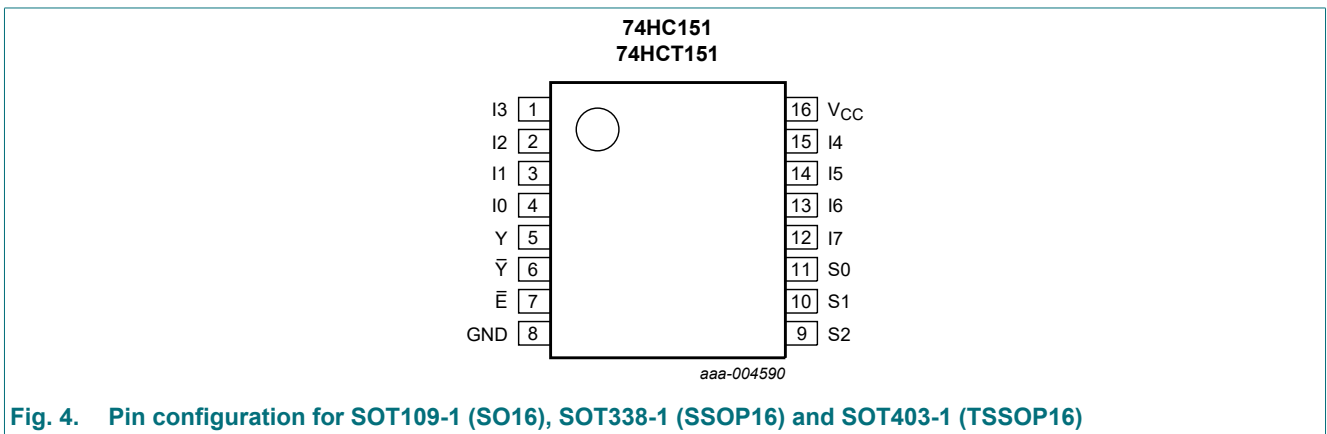 74HC151
74HCT151
I3 1 16 VCC
I2 2 15 I4
I1 3 14 I5
I0 4 13 I6
Y 5 12 I7
Y̅ 6 11 S0
E̅ 7 10 S1
GND 8 9 S2
aaa-004590
Fig. 4. Pin configuration for SOT109-1 (SO16), SOT338-1 (SSOP16) and SOT403-1 (TSSOP16)